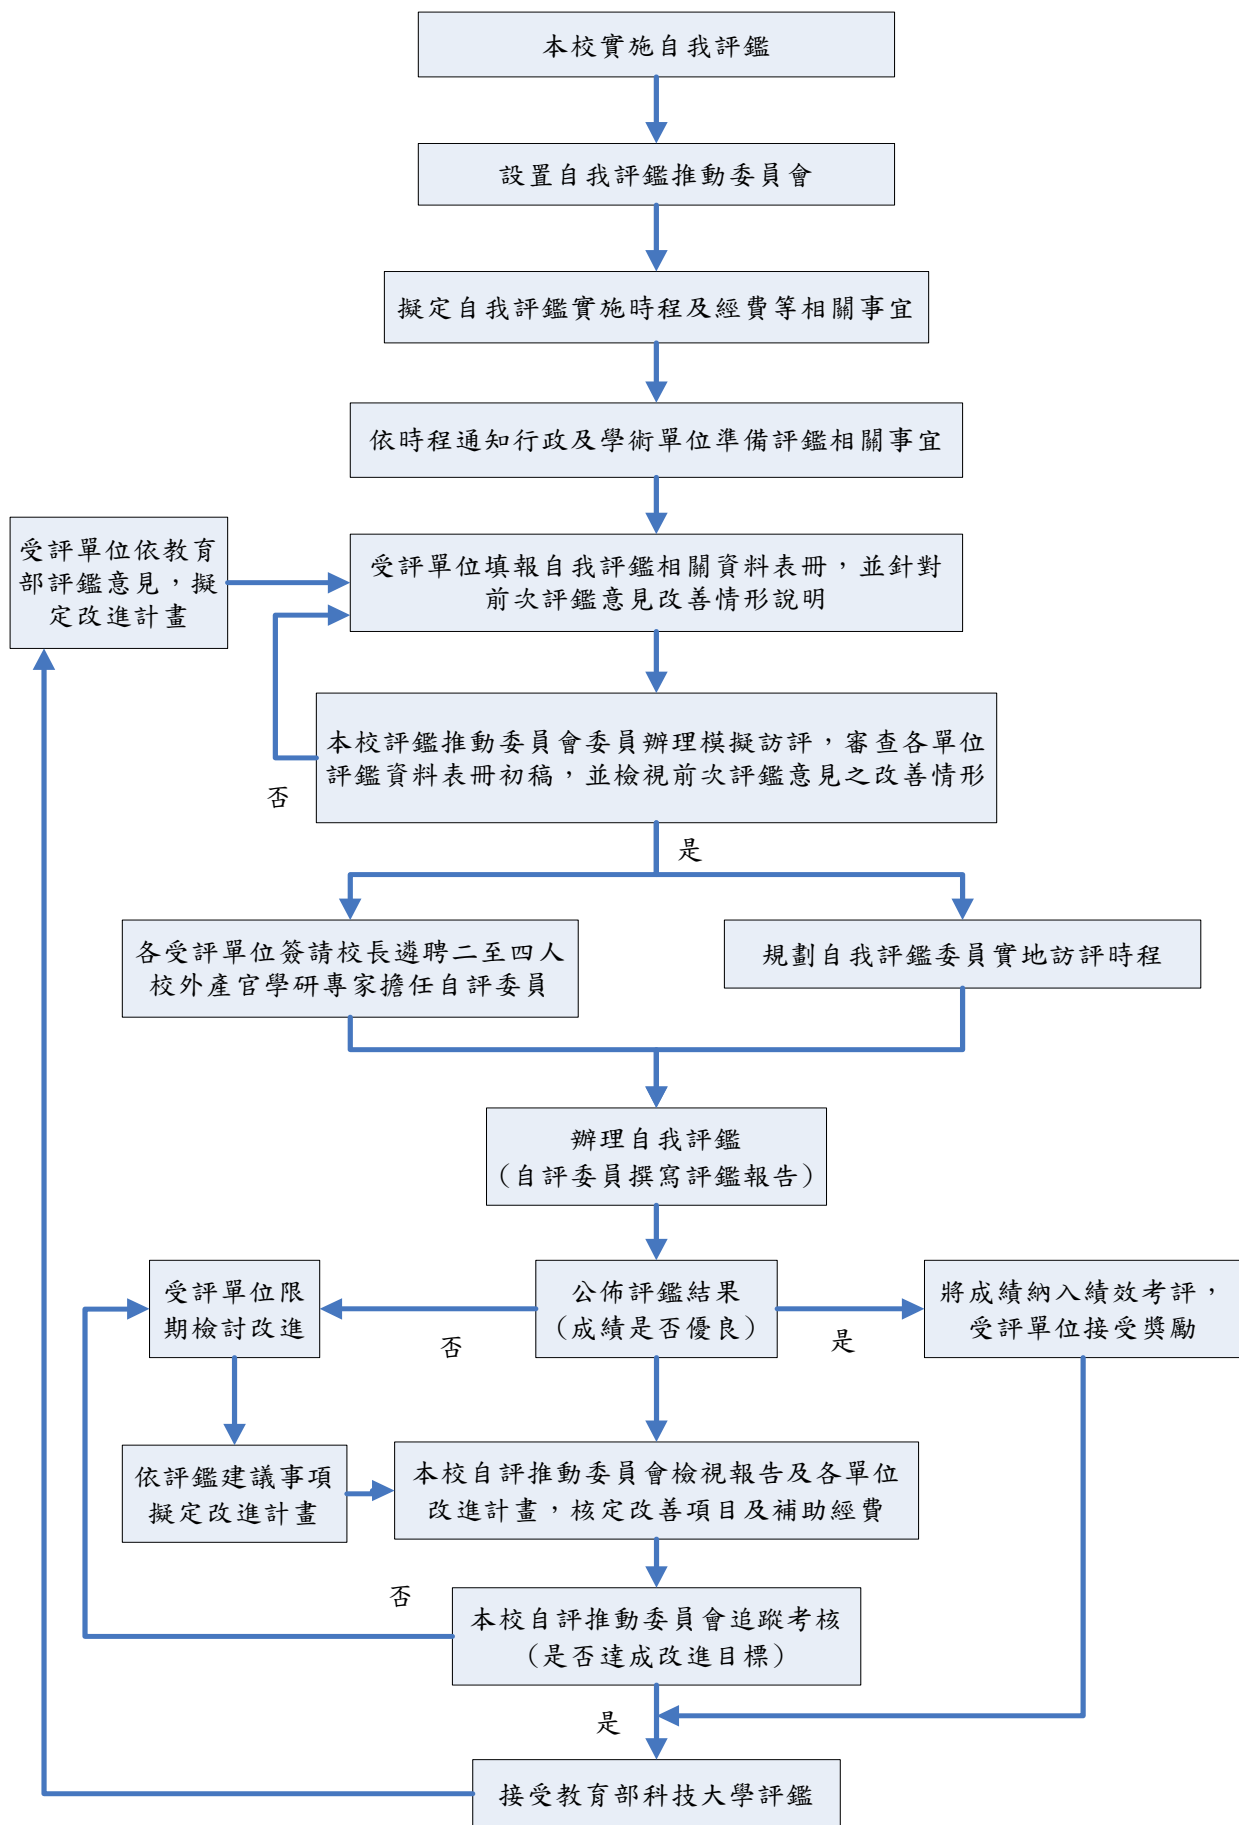 本校實施自我評鑑
設置自我評鑑推動委員會
擬定自我評鑑實施時程及經費等相關事宜
依時程通知行政及學術單位準備評鑑相關事宜
受評單位依教育
部評鑑意見，擬
定改進計畫
受評單位填報自我評鑑相關資料表冊，並針對
前次評鑑意見改善情形說明
本校評鑑推動委員會委員辦理模擬訪評，審查各單位
評鑑資料表冊初稿，並檢視前次評鑑意見之改善情形
否
是
各受評單位簽請校長遴聘二至四人
校外產官學研專家擔任自評委員
規劃自我評鑑委員實地訪評時程
辦理自我評鑑
（自評委員撰寫評鑑報告）
受評單位限
期檢討改進
公佈評鑑結果
（成績是否優良）
將成績納入績效考評，
受評單位接受獎勵
否
是
依評鑑建議事項
擬定改進計畫
本校自評推動委員會檢視報告及各單位
改進計畫，核定改善項目及補助經費
否
本校自評推動委員會追蹤考核
（是否達成改進目標）
是
接受教育部科技大學評鑑